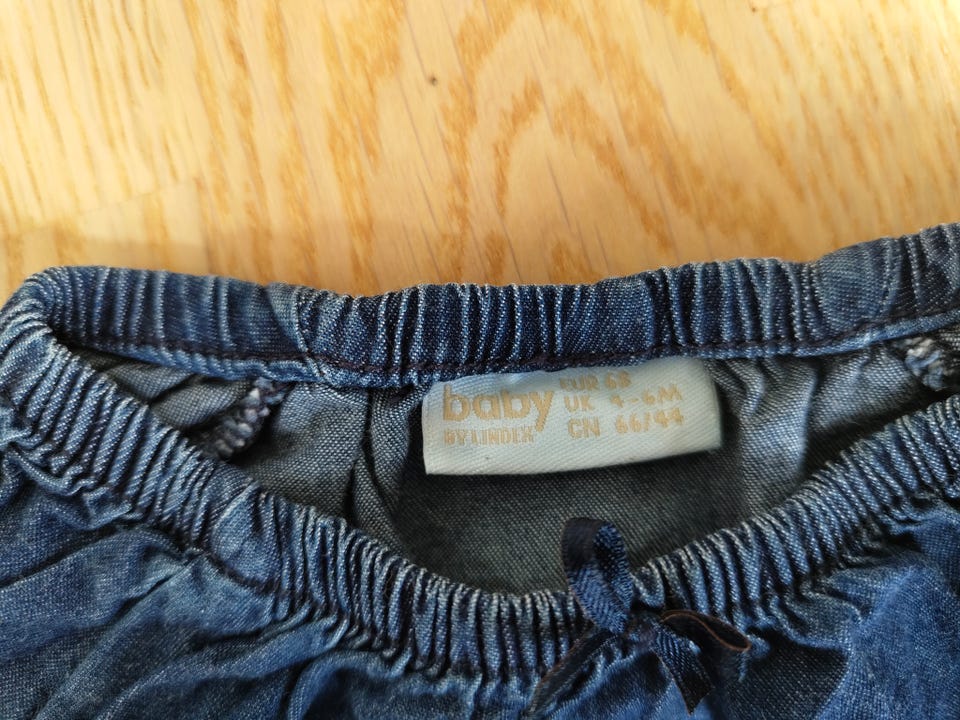 baby
BY LINDEX
EUR 68
UK 4-6M
CN 66/44